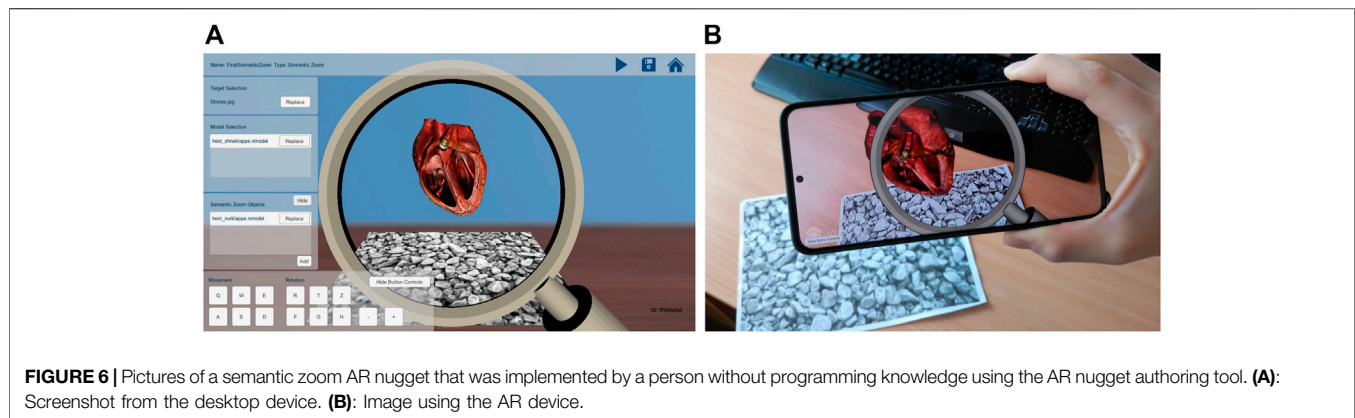 A
B
Name: FinalSemanticZoom Type: Semantic Zoom
Target Selection
Stones.jpg
Replace
Model Selection
herz_ohneklappe.nmodel
Replace
Semantic Zoom Objects
Hide
herz_nurklappe.nmodel
Replace
Add
Movement
Rotation
Hide Button Controls
Q W E R T Z
A S D F G H - +
FIGURE 6 | Pictures of a semantic zoom AR nugget that was implemented by a person without programming knowledge using the AR nugget authoring tool. (A):
Screenshot from the desktop device. (B): Image using the AR device.